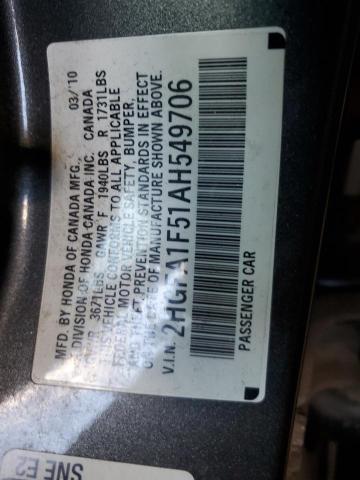 MFD. BY HONDA OF CANADA MFG., 03/'10
A DIVISION OF HONDA CANADA INC. CANADA
3671LBS GAWR F 1940LBS R 1731LBS
THIS VEHICLE CONFORMS TO ALL APPLICABLE
FEDERAL MOTOR VEHICLE SAFETY, BUMPER,
AND THEFT PREVENTION STANDARDS IN EFFECT
ON THE DATE OF MANUFACTURE SHOWN ABOVE.
V.I.N. 2HGFA1F51AH549706
PASSENGER CAR
SNE E2